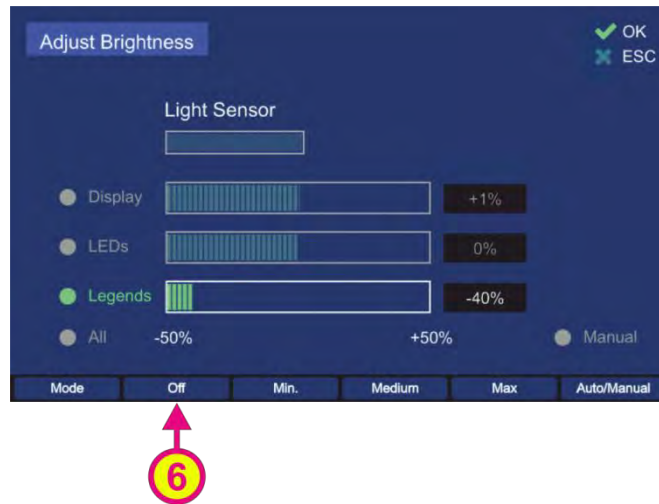 Adjust Brightness
OK
ESC
Light Sensor
Display
+1%
LEDs
0%
Legends
-40%
All
-50%
+50%
Manual
Mode Off Min. Medium Max Auto/Manual
6